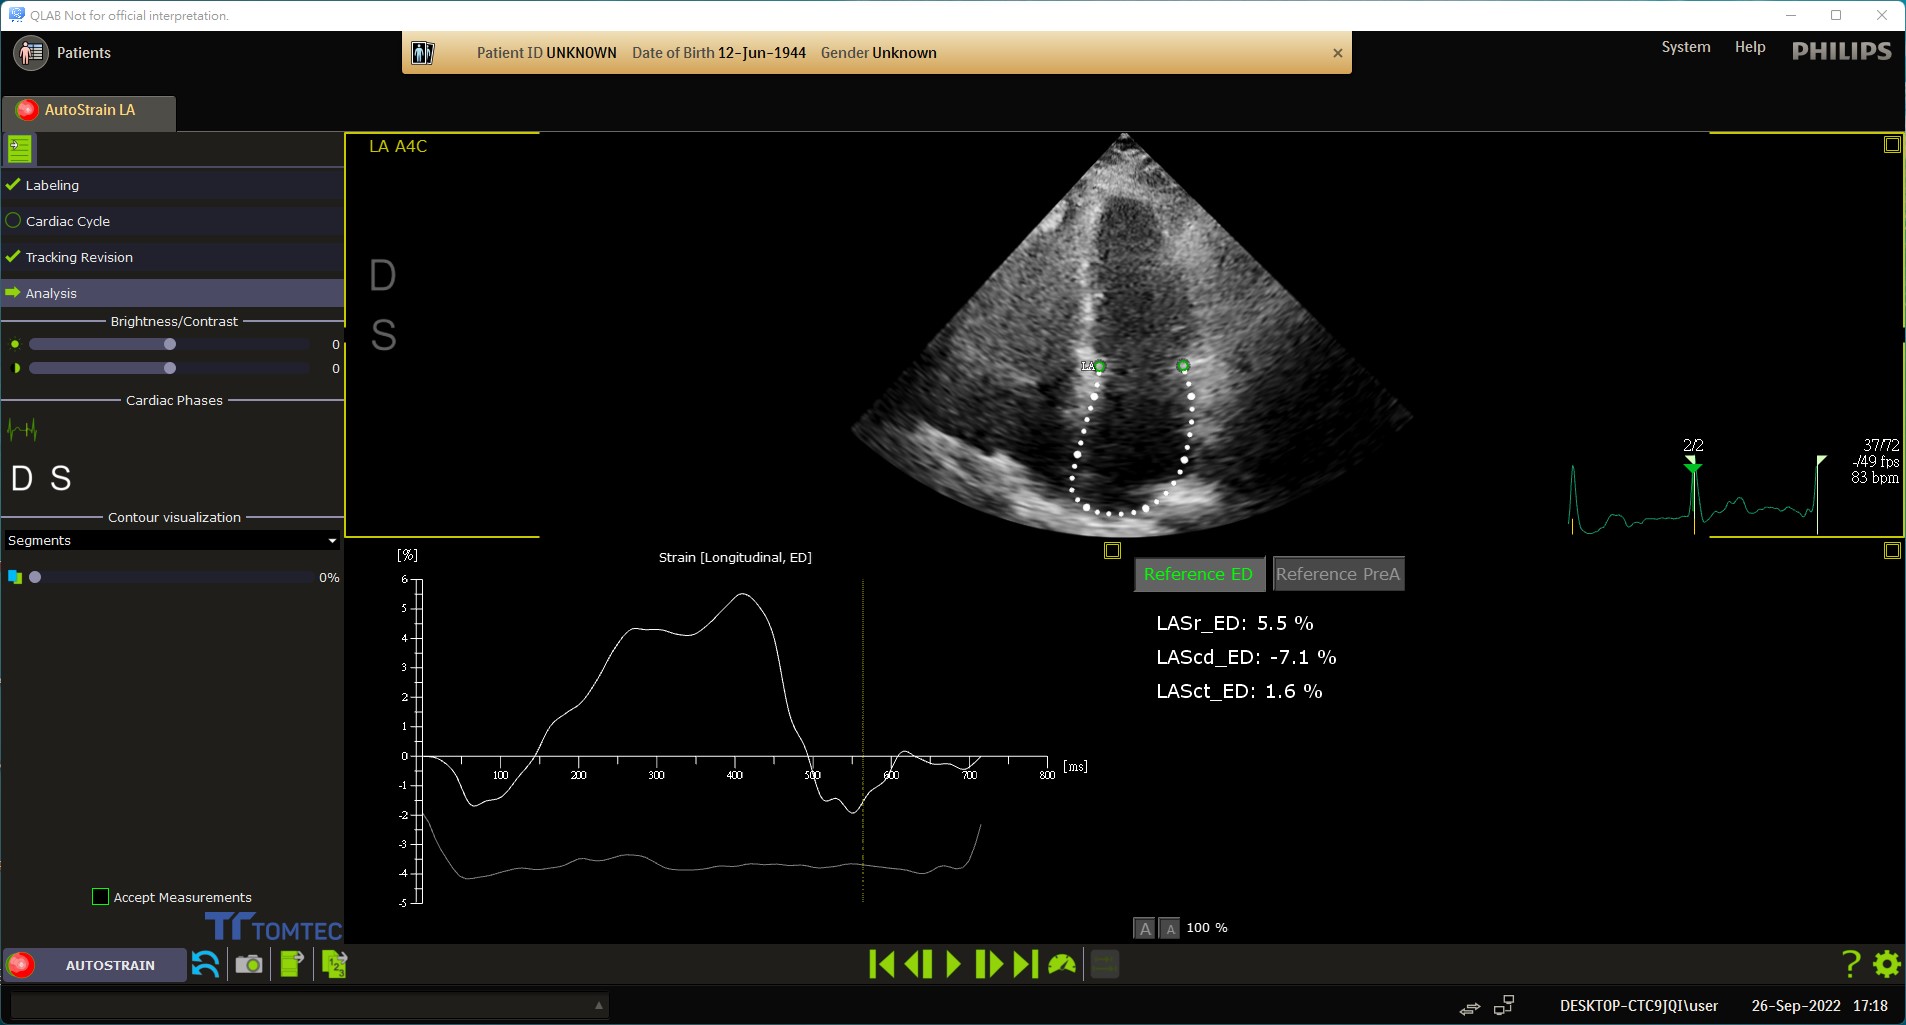 QLAB Not for official interpretation.
Patients
Patient ID UNKNOWN Date of Birth 12-Jun-1944 Gender Unknown
System Help PHILIPS
AutoStrain LA
Labeling
Cardiac Cycle
Tracking Revision
Analysis
Brightness/Contrast
0
0
Cardiac Phases
D S
Contour visualization
Segments
0%
Accept Measurements
TOMTEC
LA A4C
D
S
LA
2/2
37/72
-/49 fps
83 bpm
[%]
Strain [Longitudinal, ED]
6
5
4
3
2
1
0
-1
-2
-3
-4
-5
100 200 300 400 500 600 700 800 [ms]
Reference ED Reference PreA
LASr_ED: 5.5 %
LAScd_ED: -7.1 %
LASct_ED: 1.6 %
A A 100 %
AUTOSTRAIN
123
?
DESKTOP-CTC9JQI\user 26-Sep-2022 17:18